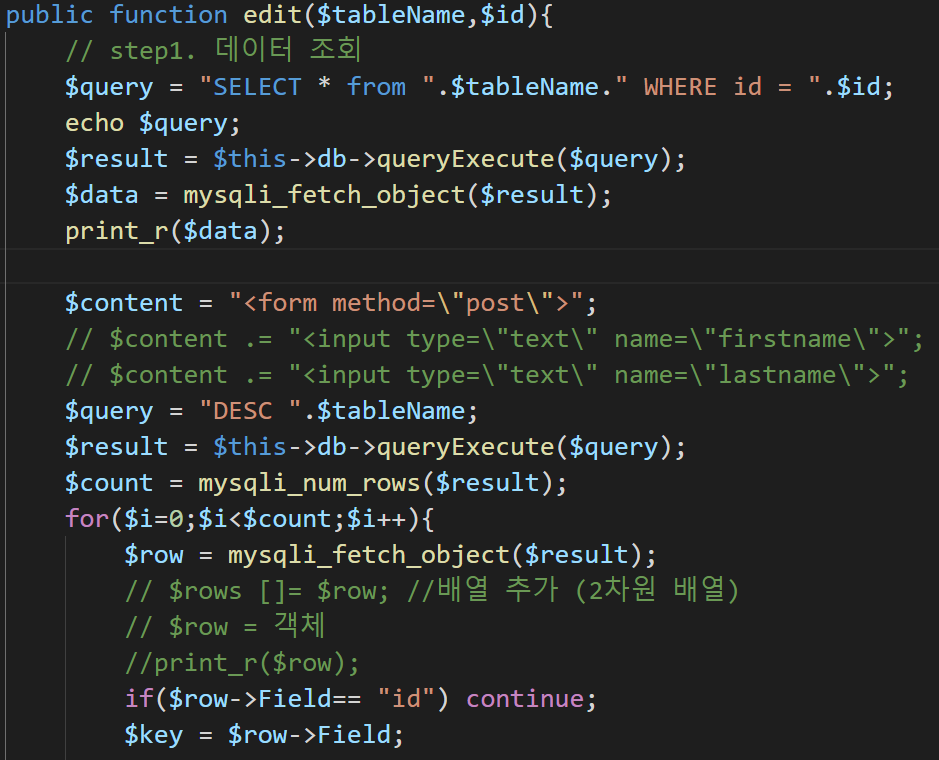 public function edit($tableName,$id){
// step1. 데이터 조회
$query = "SELECT * from ".$tableName." WHERE id = ".$id;
echo $query;
$result = $this->db->queryExecute($query);
$data = mysqli_fetch_object($result);
print_r($data);
$content = "<form method=\"post\">";
// $content .= "<input type=\"text\" name=\"firstname\">";
// $content .= "<input type=\"text\" name=\"lastname\">";
$query = "DESC ".$tableName;
$result = $this->db->queryExecute($query);
$count = mysqli_num_rows($result);
for($i=0;$i<$count;$i++){
$row = mysqli_fetch_object($result);
// $rows []= $row; //배열 추가 (2차원 배열)
// $row = 객체
//print_r($row);
if($row->Field== "id") continue;
$key = $row->Field;